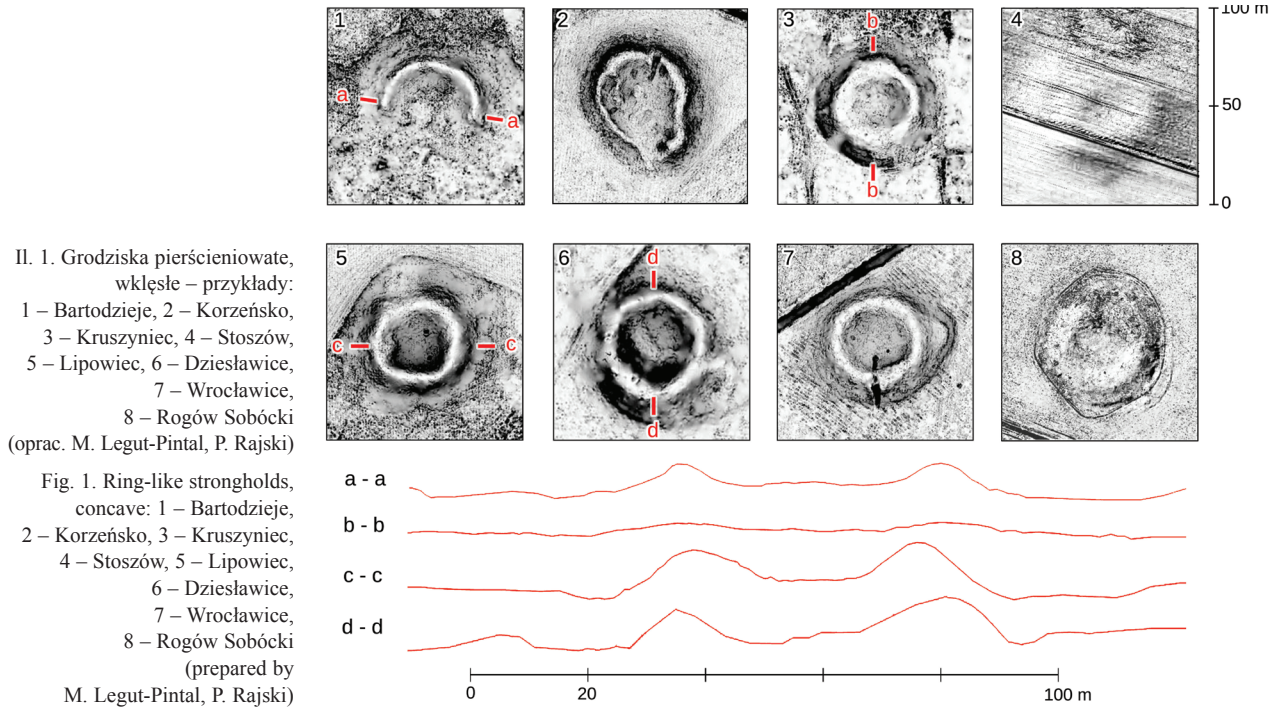 1
2
3
4
b
b
a
a
100 m
50
0
Il. 1. Grodziska pierścieniowate,
wklęsłe – przykłady:
1 – Bartodzieje, 2 – Korzeńsko,
3 – Kruszyniec, 4 – Stoszów,
5 – Lipowiec, 6 – Dziesławice,
7 – Wrocławice,
8 – Rogów Sobócki
(oprac. M. Legut-Pintal, P. Rajski)
Fig. 1. Ring-like strongholds,
concave: 1 – Bartodzieje,
2 – Korzeńsko, 3 – Kruszyniec,
4 – Stoszów, 5 – Lipowiec,
6 – Dziesławice,
7 – Wrocławice,
8 – Rogów Sobócki
(prepared by
M. Legut-Pintal, P. Rajski)
5
6
7
8
c
c
d
d
a - a
b - b
c - c
d - d
0
20
100 m